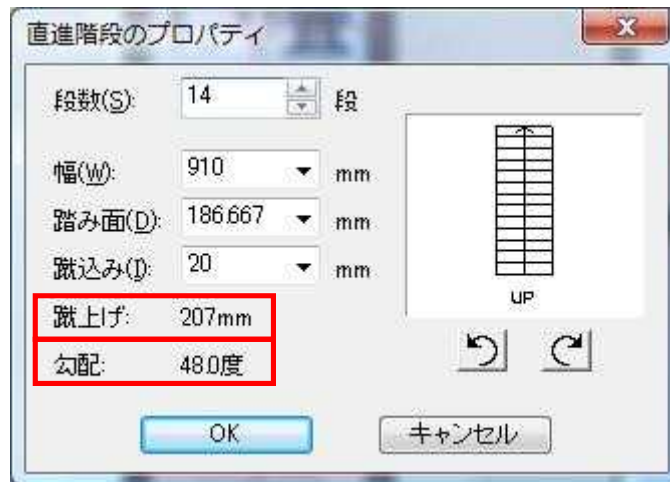 直進階段のプロパティ
段数(S): 14 段
幅(W): 910 mm
踏み面(D): 186.667 mm
蹴込み(I): 20 mm
蹴上げ: 207mm
勾配: 48.0度
UP
OK キャンセル